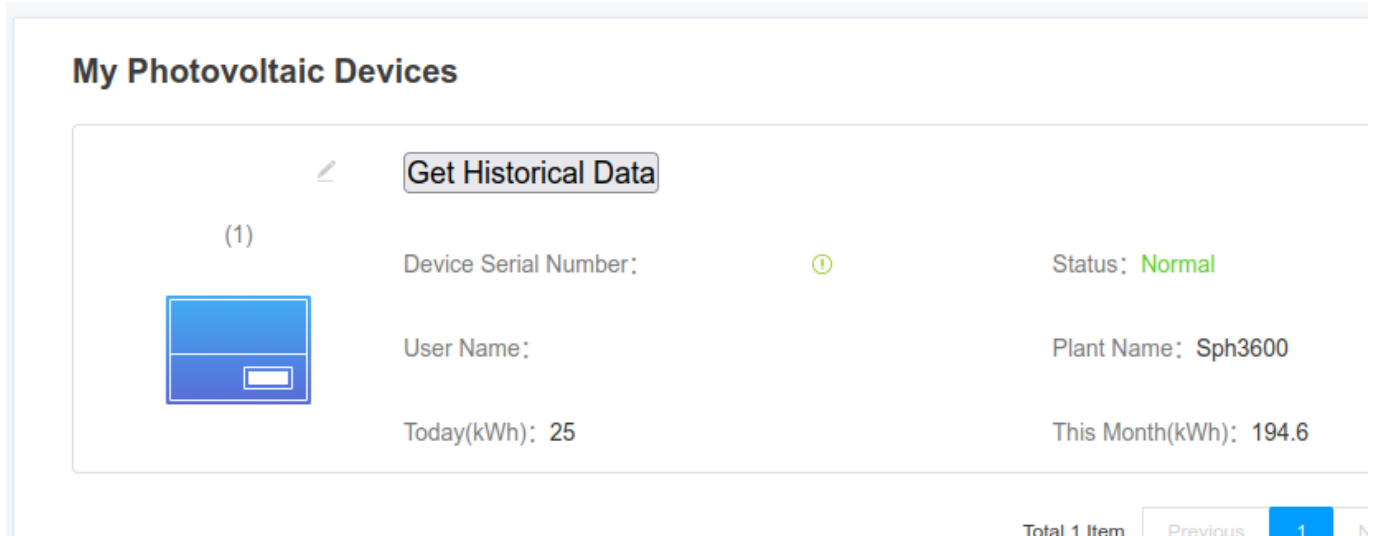 My Photovoltaic Devices
Get Historical Data
(1)
Device Serial Number:
Status: Normal
User Name:
Plant Name: Sph3600
Today(kWh): 25
This Month(kWh): 194.6
Total 1 Item Previous 1 N